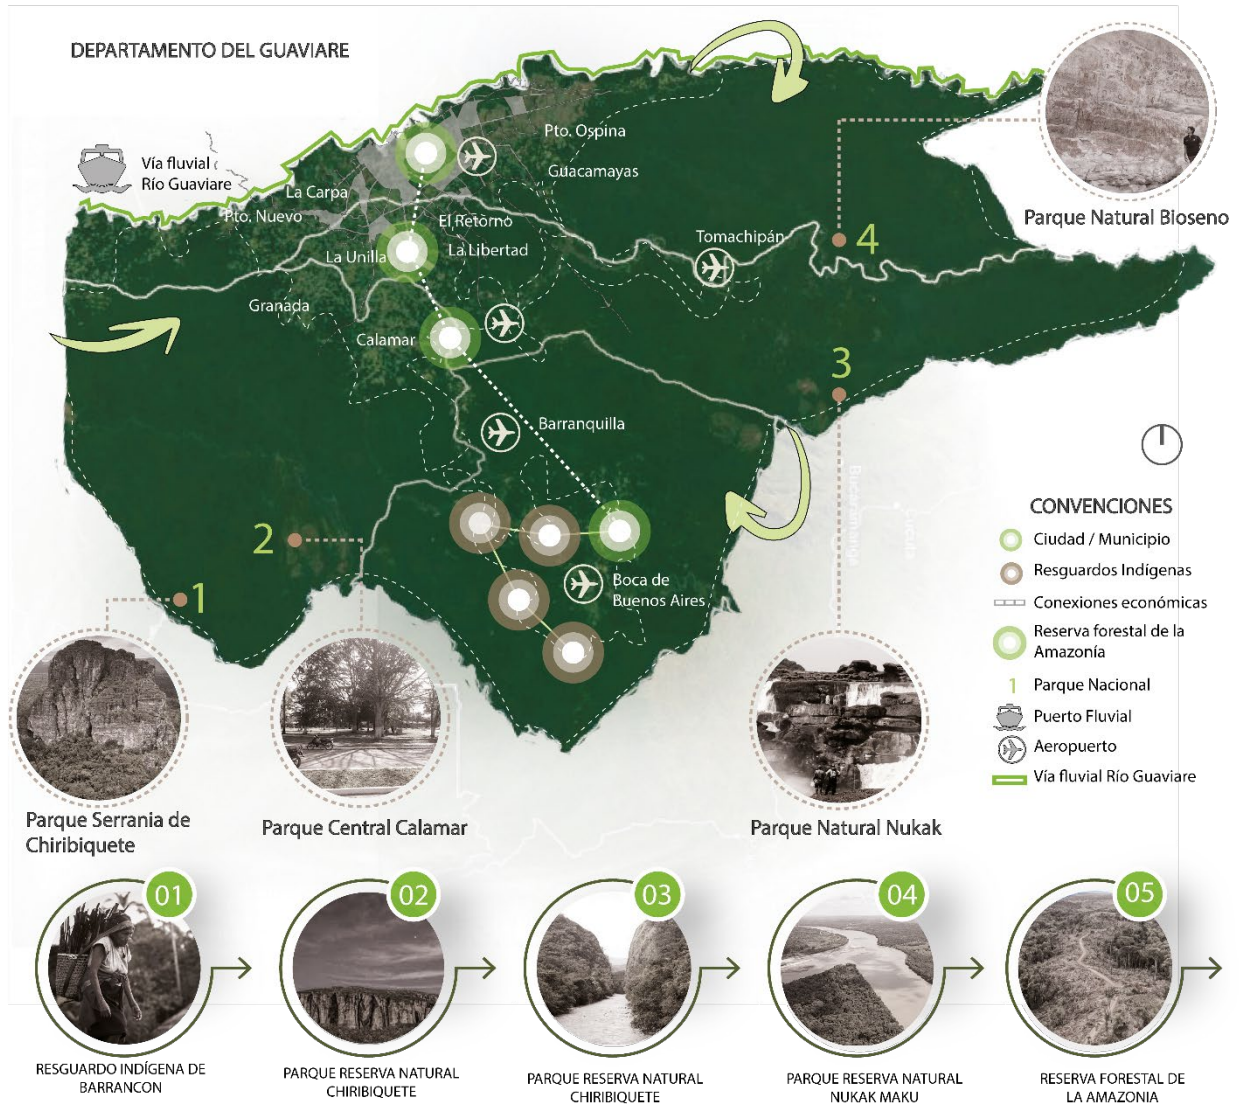 DEPARTAMENTO DEL GUAVIARE
Vía fluvial
Río Guaviare
Pto. Ospina
Guacamayas
La Carpa
Pto. Nuevo
El Retorno
La Libertad
La Unilla
Tomachipán
4
Parque Natural Bioseno
Granada
Calamar
3
Barranquilla
2
1
Boca de
Buenos Aires
Bucaramanga
Cúcuta
CONVENCIONES
Ciudad / Municipio
Resguardos Indígenas
Conexiones económicas
Reserva forestal de la
Amazonía
1 Parque Nacional
Puerto Fluvial
Aeropuerto
Vía fluvial Río Guaviare
Parque Serrania de
Chiribiquete
Parque Central Calamar
Parque Natural Nukak
01
02
03
04
05
RESGUARDO INDÍGENA DE
BARRANCON
PARQUE RESERVA NATURAL
CHIRIBIQUETE
PARQUE RESERVA NATURAL
CHIRIBIQUETE
PARQUE RESERVA NATURAL
NUKAK MAKU
RESERVA FORESTAL DE
LA AMAZONIA